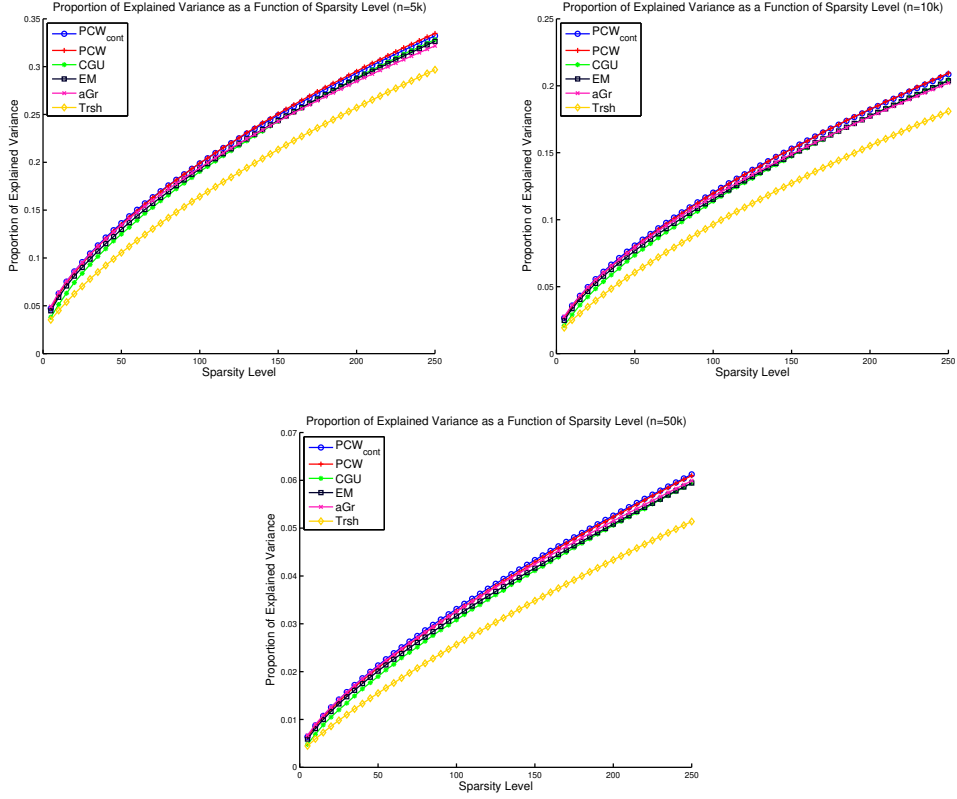 Proportion of Explained Variance as a Function of Sparsity Level (n=5k)
0.35
0.3
0.25
0.2
0.15
0.1
0.05
0
Proportion of Explained Variance
PCWcont
PCW
CGU
EM
aGr
Trsh
0
50
100
150
200
250
Sparsity Level
Proportion of Explained Variance as a Function of Sparsity Level (n=10k)
0.25
0.2
0.15
0.1
0.05
0
Proportion of Explained Variance
PCWcont
PCW
CGU
EM
aGr
Trsh
0
50
100
150
200
250
Sparsity Level
Proportion of Explained Variance as a Function of Sparsity Level (n=50k)
0.07
0.06
0.05
0.04
0.03
0.02
0.01
0
Proportion of Explained Variance
PCWcont
PCW
CGU
EM
aGr
Trsh
0
50
100
150
200
250
Sparsity Level